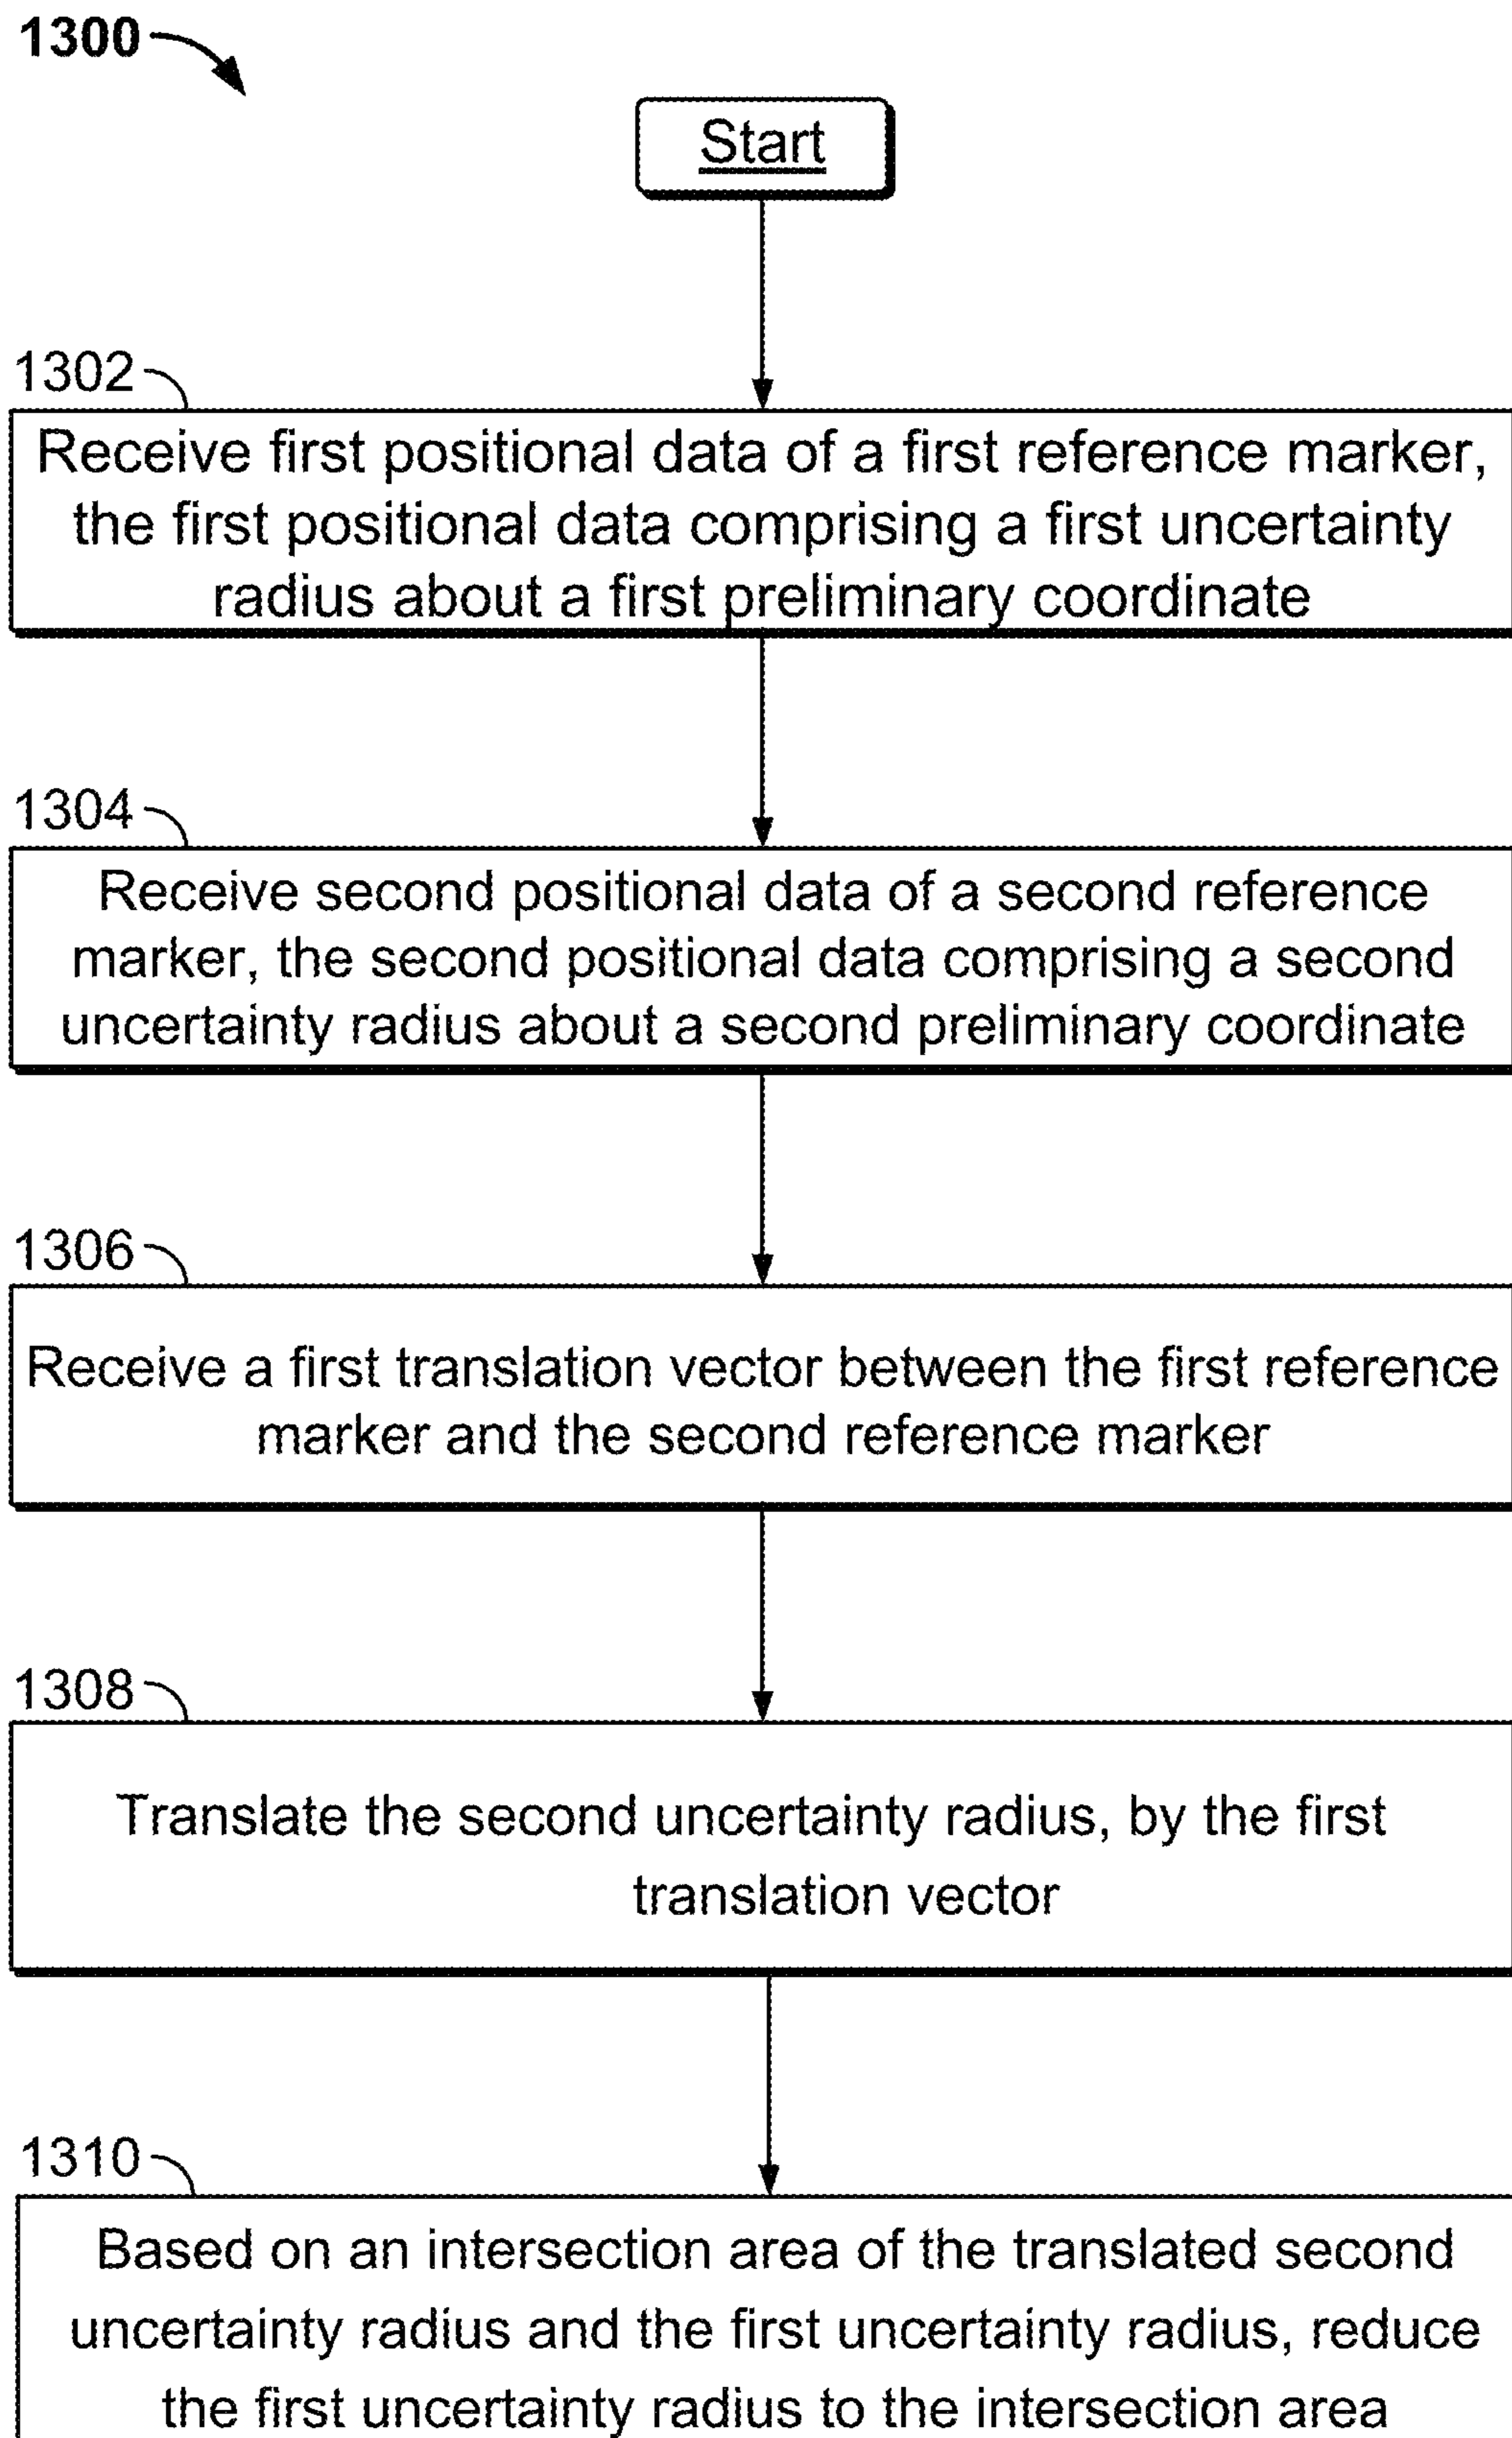 1300
Start
1302
Receive first positional data of a first reference marker,
the first positional data comprising a first uncertainty
radius about a first preliminary coordinate
1304
Receive second positional data of a second reference
marker, the second positional data comprising a second
uncertainty radius about a second preliminary coordinate
1306
Receive a first translation vector between the first reference
marker and the second reference marker
1308
Translate the second uncertainty radius, by the first
translation vector
1310
Based on an intersection area of the translated second
uncertainty radius and the first uncertainty radius, reduce
the first uncertainty radius to the intersection area